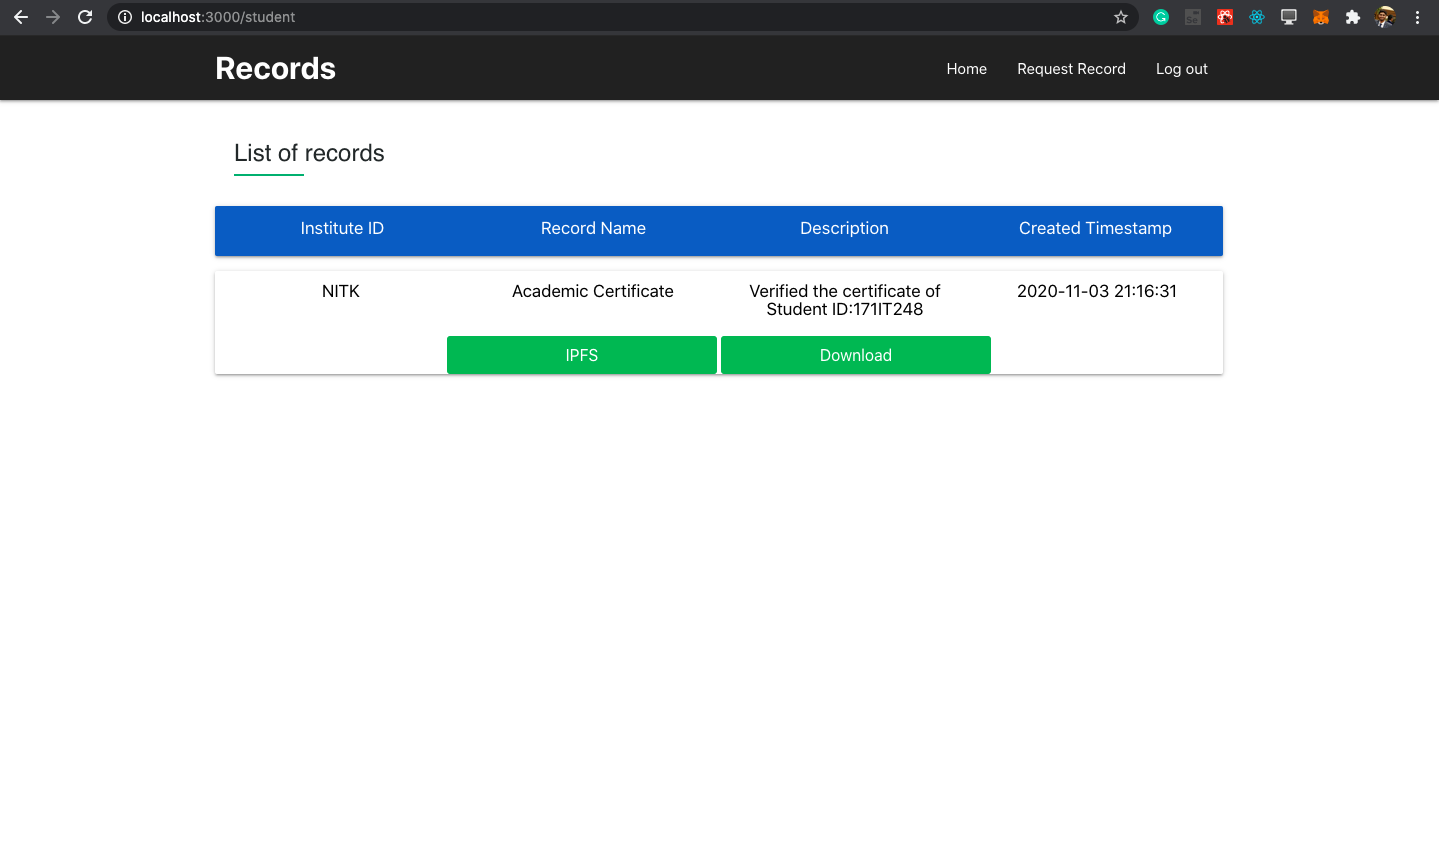 localhost:3000/student
Records
Home Request Record Log out
List of records
Institute ID Record Name Description Created Timestamp
NITK Academic Certificate Verified the certificate of 2020-11-03 21:16:31
Student ID:171IT248
IPFS Download